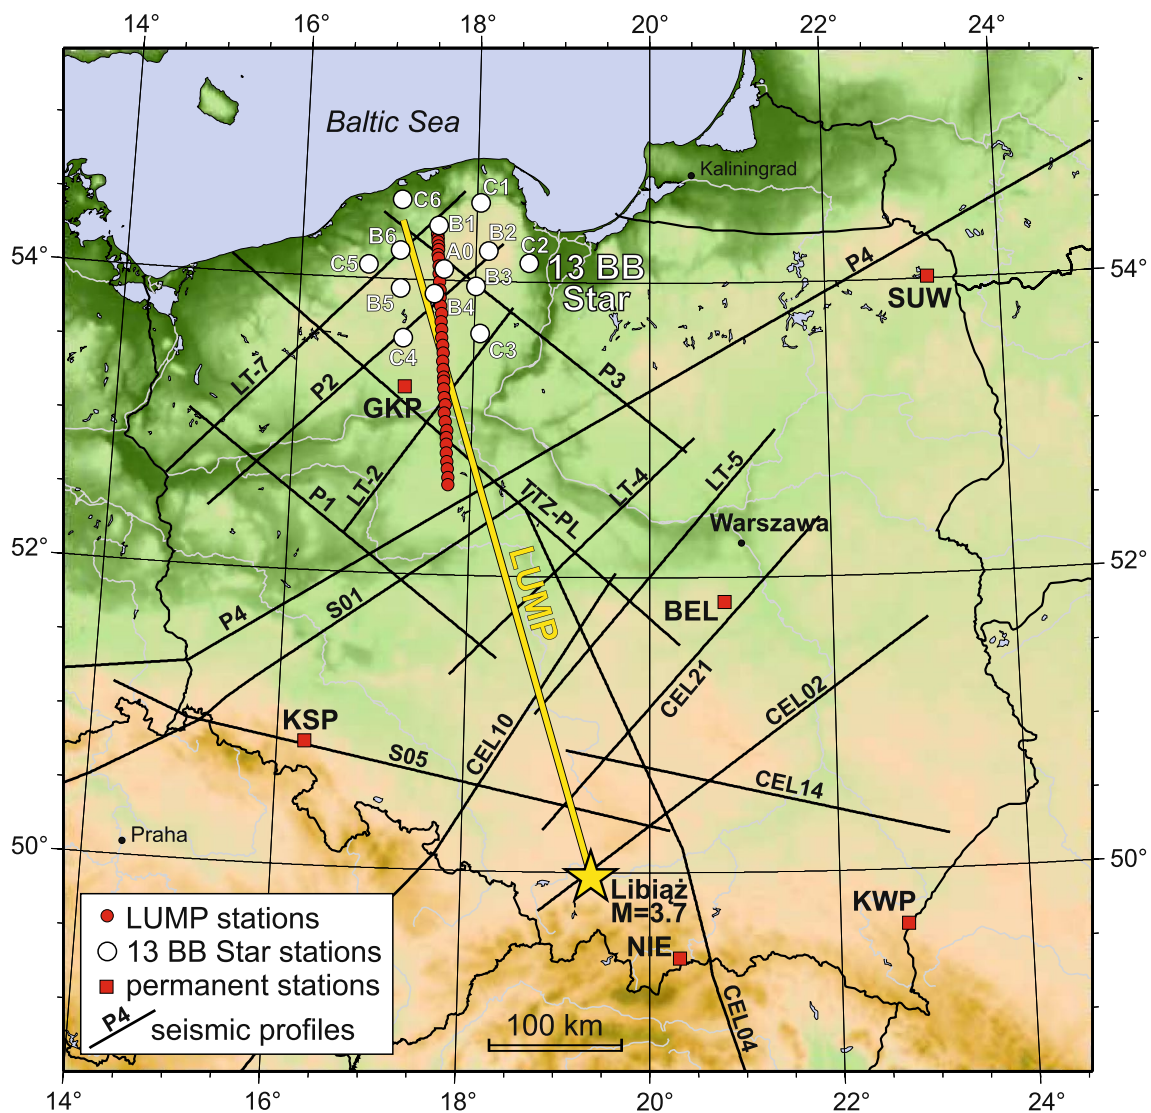 14° 16° 18° 20° 22° 24°
Baltic Sea
Kaliningrad
C6 C1
B1
B6 B2
A0 C2
C5 13 BB
Star
B3
B5 B4
C4 C3
54° 54°
P4
SUW
LT-7
P2
P3
GKP
P1
LT-2
TTZ-PL
LT-4
LT-5
Warszawa
52° 52°
LUMP
P4
S01
BEL
CEL21
CEL02
KSP
S05
CEL10
CEL14
Praha
50° 50°
Libiąż
M=3.7
KWP
NIE
CEL04
LUMP stations
13 BB Star stations
permanent stations
P4 seismic profiles
100 km
14° 16° 18° 20° 22° 24°